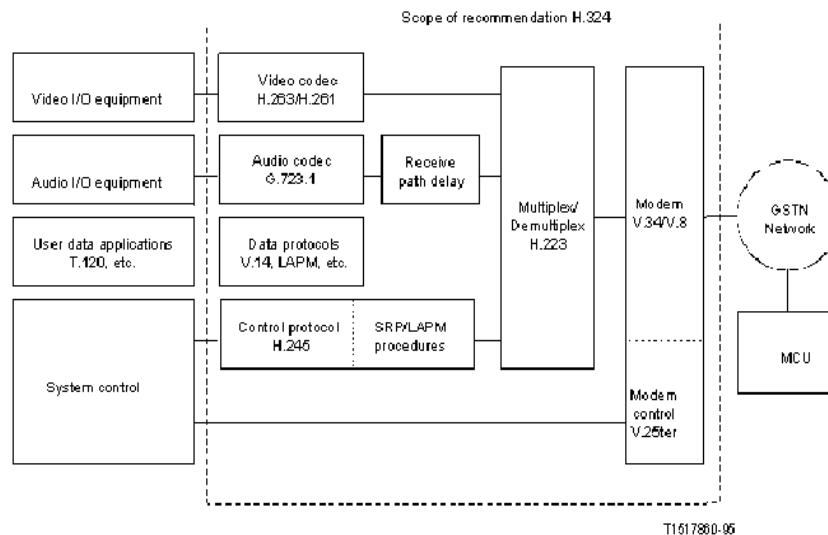 Scope of recommendation H.324
Video I/O equipment
Video codec
H.263/H.261
Audio I/O equipment
Audio codec
G.723.1
Receive
path delay
User data applications
T.120, etc.
Data protocols
V.14, LAPM, etc.
Multiplex/
Demultiplex
H.223
Modem
V.34/V.8
GSTN
Network
Control protocol
H.245
SRP/LAPM
procedures
System control
Modem
control
V.25ter
MCU
T1517860-95